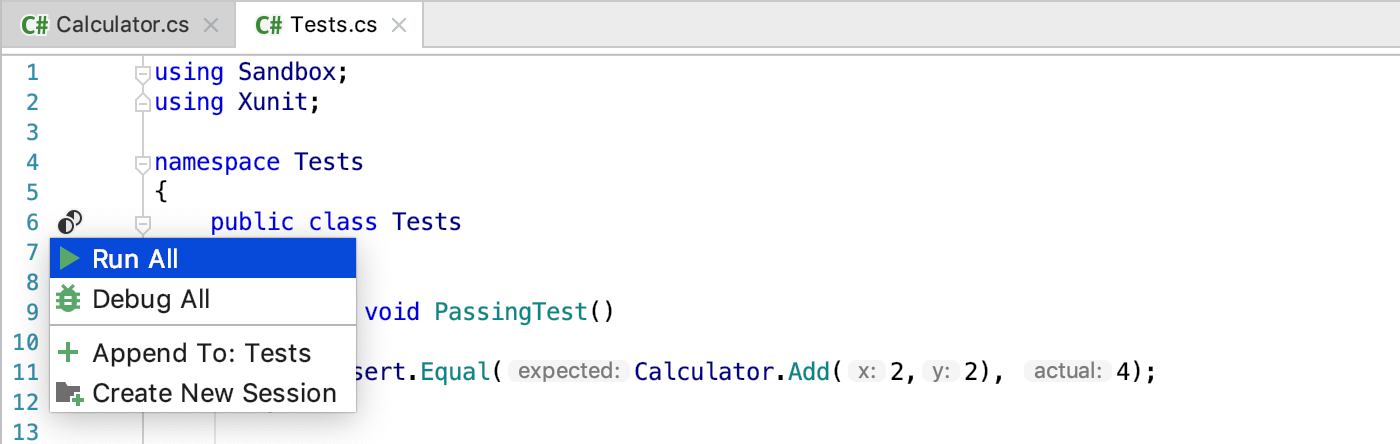 C# Calculator.cs × C# Tests.cs ×
1 using Sandbox;
2 using Xunit;
3
4 namespace Tests
5 {
6 public class Tests
7 Run All
8 Debug All
9 void PassingTest()
10 Append To: Tests
11 sert.Equal( expected: Calculator.Add( x: 2, y: 2), actual: 4);
12 Create New Session
13